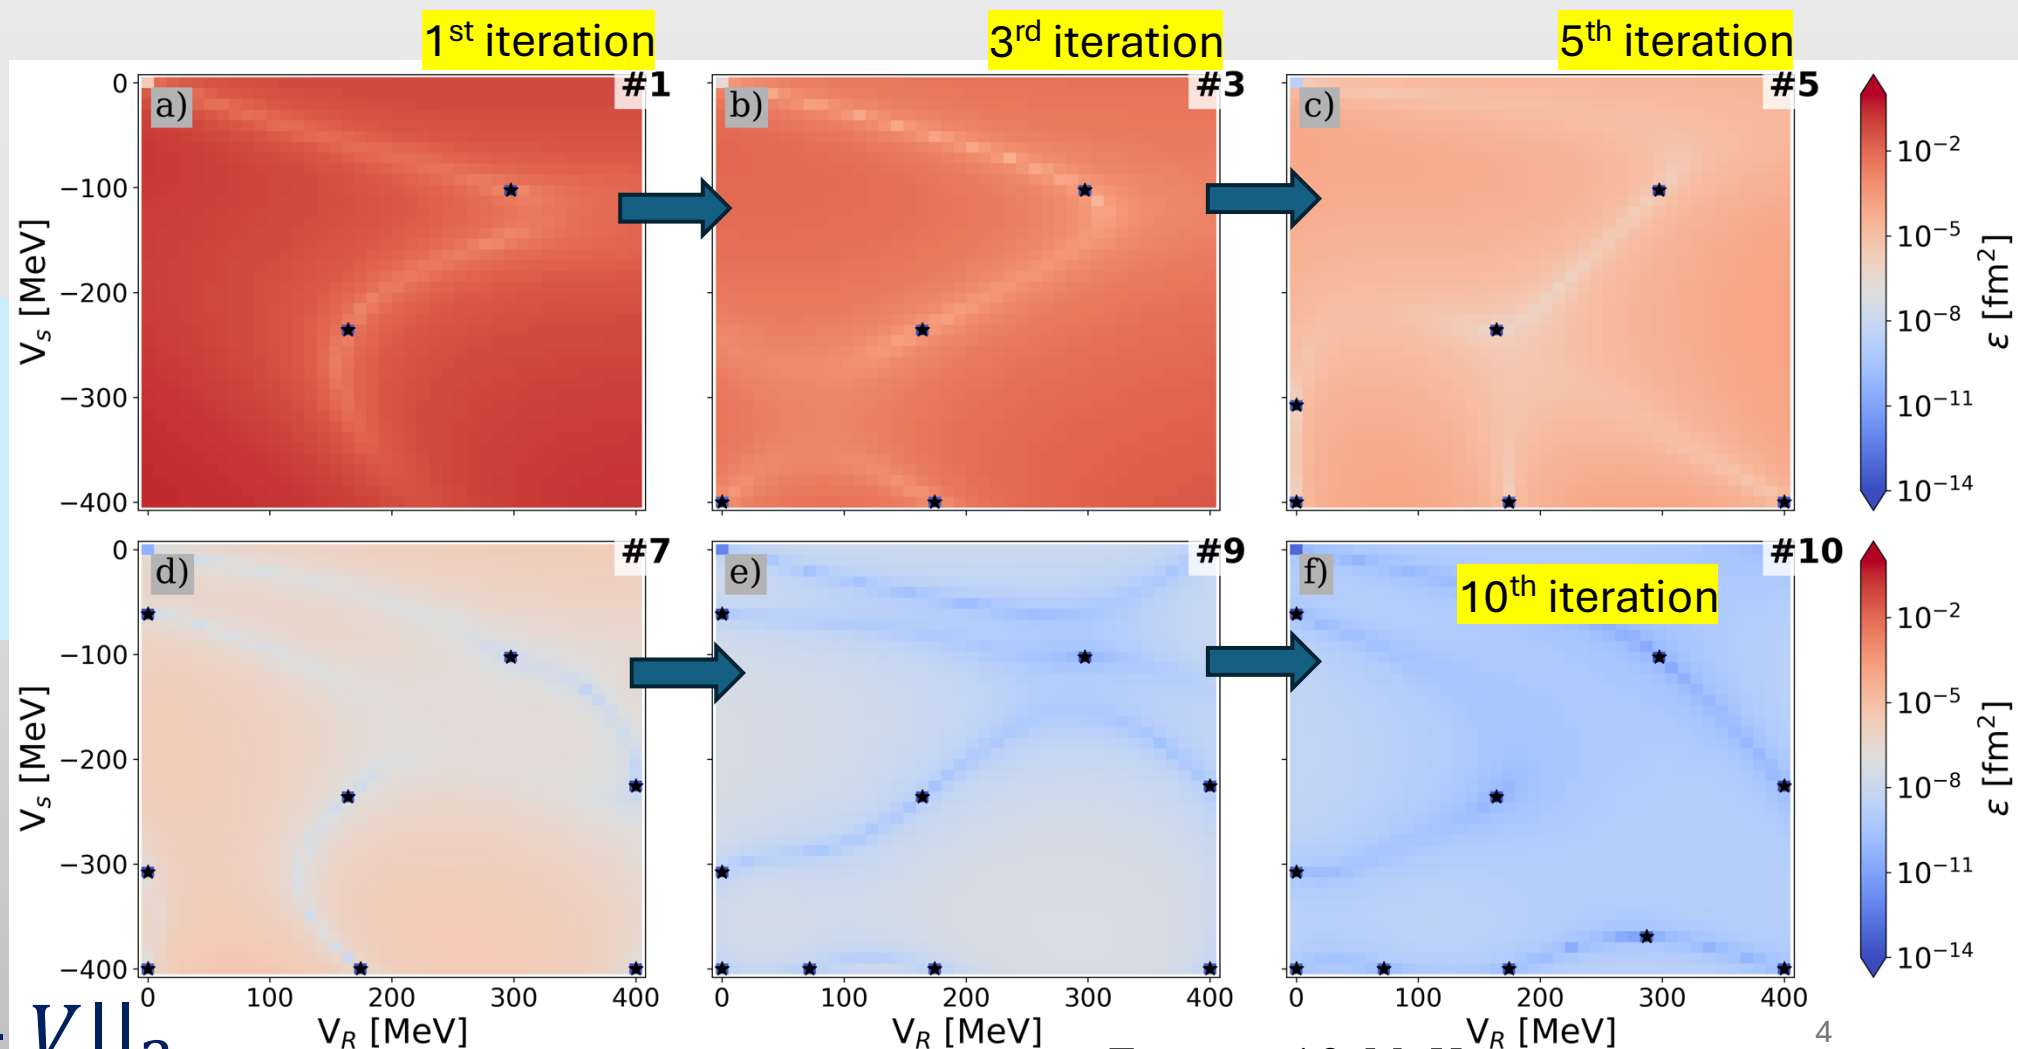 1st iteration
3rd iteration
5th iteration
#1
#3
#5
a)
b)
c)
0
−100
−200
−300
−400
Vs [MeV]
10−2
10−5
10−8
10−11
10−14
ε [fm2]
#7
#9
#10
d)
e)
f)
10th iteration
0
−100
−200
−300
−400
Vs [MeV]
10−2
10−5
10−8
10−11
10−14
ε [fm2]
0 100 200 300 400
0 100 200 300 400
0 100 200 300 400
VR [MeV]
VR [MeV]
VR [MeV]
V||
4